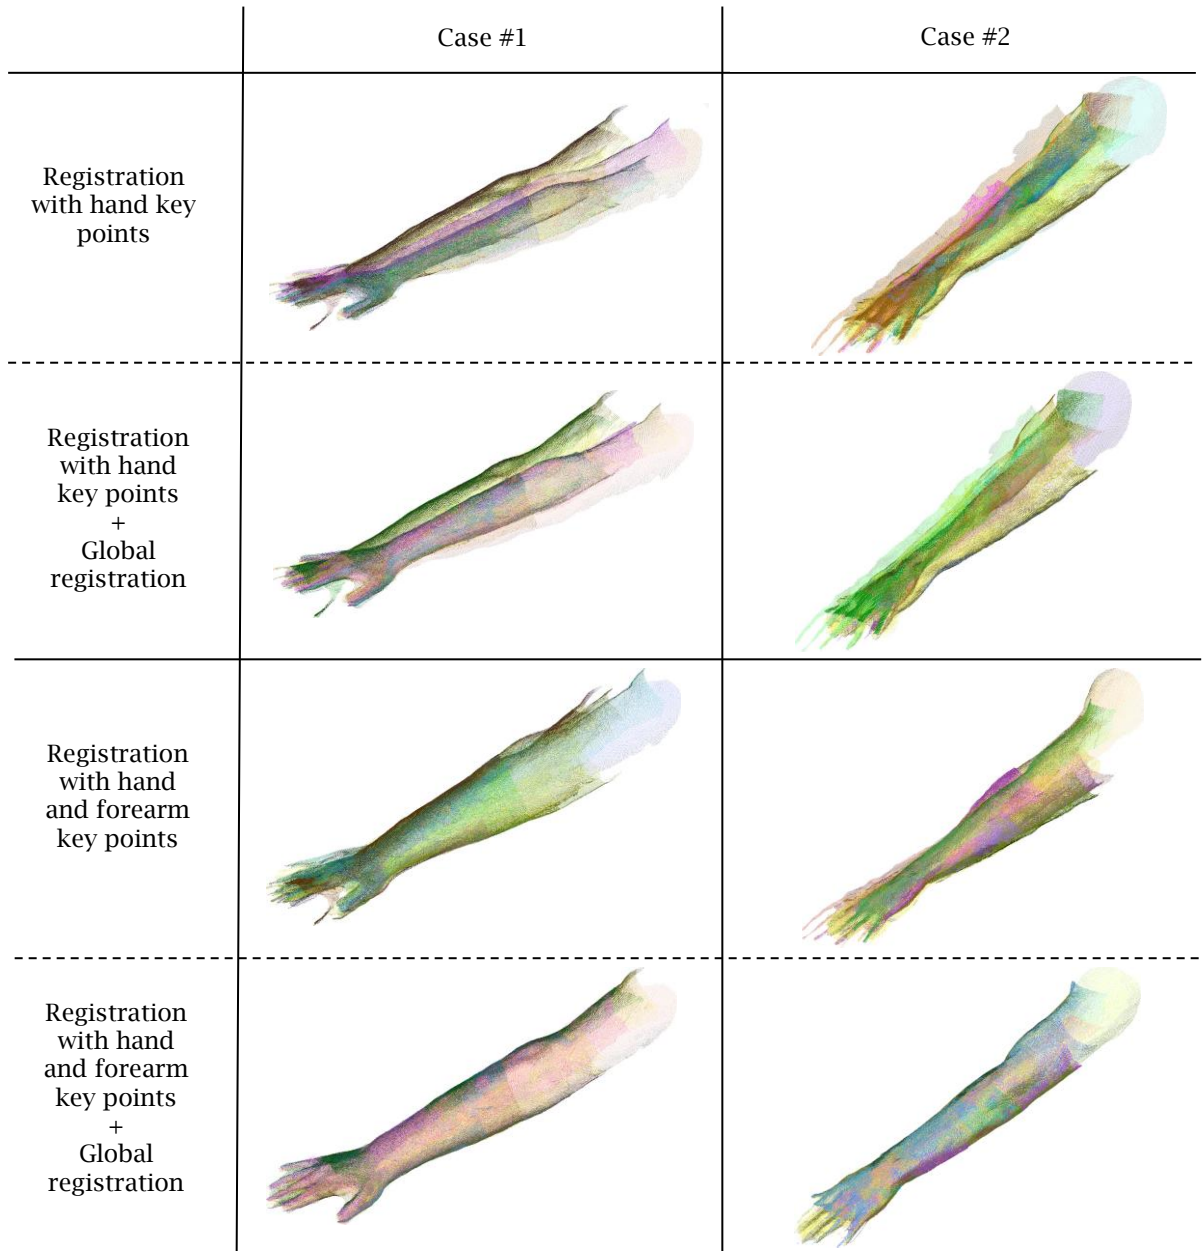 Case #1
Case #2
Registration
with hand key
points
Registration
with hand
key points
+
Global
registration
Registration
with hand
and forearm
key points
Registration
with hand
and forearm
key points
+
Global
registration